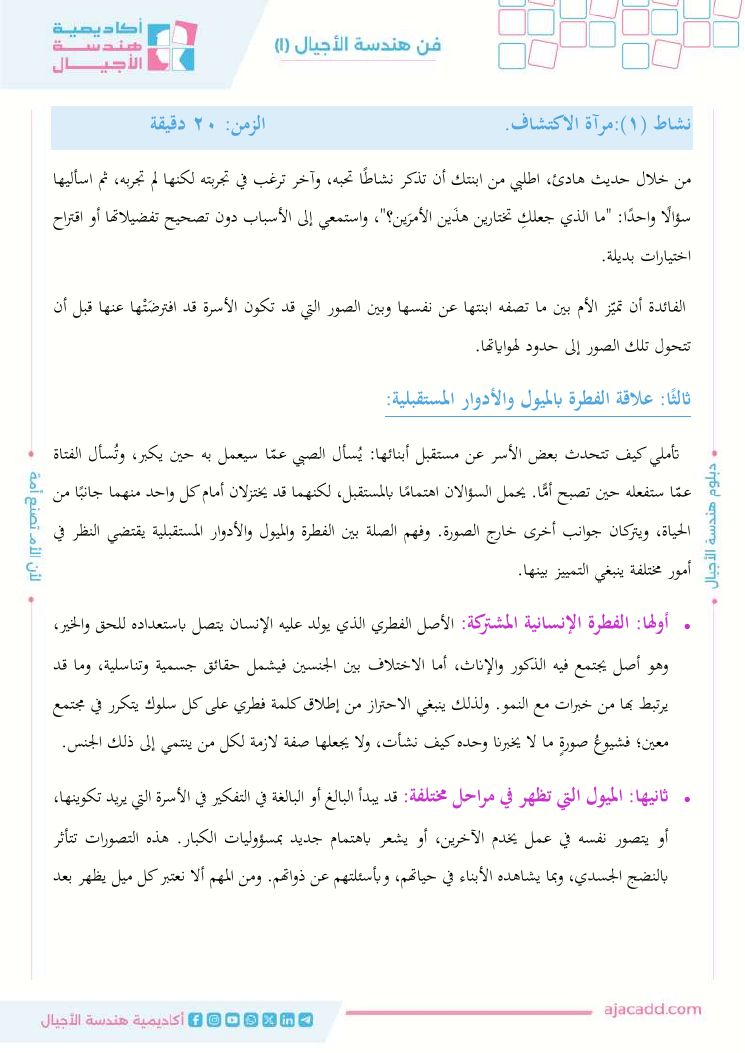 أكاديمية
هندسة
الأجيال
فن هندسة الأجيال (١)
نشاط (١):مرآة الاكتشاف. الزمن: ٢٠ دقيقة
من خلال حديث هادئ، اطلبي من ابنتك أن تذكر نشاطًا تحبه، وآخر ترغب في تجربته لكنها لم تجربه، ثم اسأليها
سؤالًا واحدًا: "ما الذي جعلكِ تختارين هذَين الأمرَين؟"، واستمعي إلى الأسباب دون تصحيح تفضيلاتها أو اقتراح
اختيارات بديلة.
الفائدة أن تميّز الأم بين ما تصفه ابنتها عن نفسها وبين الصور التي قد تكون الأسرة قد افترضَتْها عنها قبل أن
تتحول تلك الصور إلى حدود لهواياتها.
ثالثًا: علاقة الفطرة بالميول والأدوار المستقبلية:
تأملي كيف تتحدث بعض الأسر عن مستقبل أبنائها: يُسأل الصبي عمّا سيعمل به حين يكبر، وتُسأل الفتاة
عمّا ستفعله حين تصبح أمًّا. يحمل السؤالان اهتمامًا بالمستقبل، لكنهما قد يختزلان أمام كل واحد منهما جانبًا من
الحياة، ويتركان جوانب أخرى خارج الصورة. وفهم الصلة بين الفطرة والميول والأدوار المستقبلية يقتضي النظر في
أمور مختلفة ينبغي التمييز بينها.
• أولها: الفطرة الإنسانية المشتركة: الأصل الفطري الذي يولد عليه الإنسان يتصل باستعداده للحق والخير،
وهو أصل يجتمع فيه الذكور والإناث، أما الاختلاف بين الجنسين فيشمل حقائق جسمية وتناسلية، وما قد
يرتبط بها من خبرات مع النمو. ولذلك ينبغي الاحتراز من إطلاق كلمة فطري على كل سلوك يتكرر في مجتمع
معين؛ فشيوعُ صورةٍ ما لا يخبرنا وحده كيف نشأت، ولا يجعلها صفة لازمة لكل من ينتمي إلى ذلك الجنس.
• ثانيها: الميول التي تظهر في مراحل مختلفة: قد يبدأ البالغ أو البالغة في التفكير في الأسرة التي يريد تكوينها،
أو يتصور نفسه في عمل يخدم الآخرين، أو يشعر باهتمام جديد بمسؤوليات الكبار. هذه التصورات تتأثر
بالنضج الجسدي، وبما يشاهده الأبناء في حياتهم، وبأسئلتهم عن ذواتهم. ومن المهم ألا نعتبر كل ميل يظهر بعد
دبلوم هندسة الأجيال
لأن الأم تصنع أمة
ajacadd.com
أكاديمية هندسة الأجيال